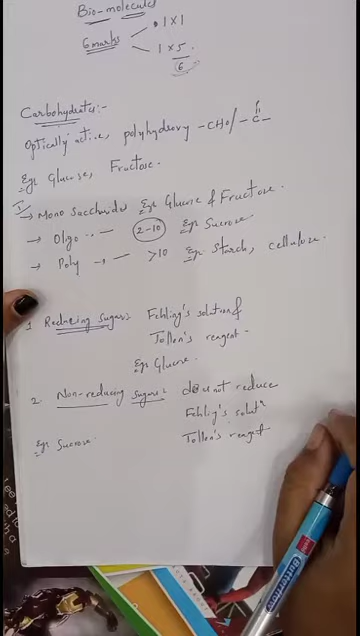 Bio-molecules
6 marks
1 x 1
1 x 5
6
Carbohydrates:-
Optically active, polyhydroxy -CHO/ -C-
Eg: Glucose, Fructose.
→ Mono Saccharides Eg: Glucose & Fructose.
→ Oligo ,, — 2-10 Eg: Sucrose
→ Poly → — >10 Eg: Starch, cellulose.
1. Reducing sugars Fehling's solution &
Tollen's reagent -
Eg: Glucose.
2. Non-reducing sugars: do not reduce
Fehling's solutn
Eg: Sucrose. Tollen's reagent
Butterflow